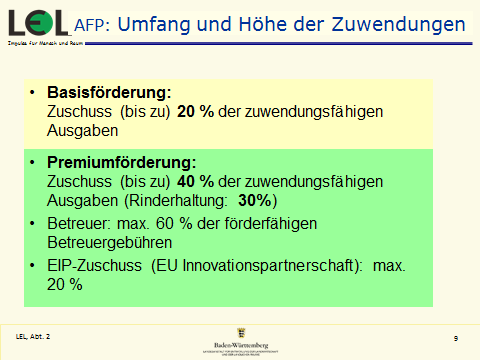 LEL
AFP: Umfang und Höhe der Zuwendungen
Impulse für Mensch und Raum
• Basisförderung:
Zuschuss (bis zu) 20 % der zuwendungsfähigen
Ausgaben
• Premiumförderung:
Zuschuss (bis zu) 40 % der zuwendungsfähigen
Ausgaben (Rinderhaltung: 30%)
• Betreuer: max. 60 % der förderfähigen
Betreuergebühren
• EIP-Zuschuss (EU Innovationspartnerschaft): max.
20 %
LEL, Abt. 2
Baden-Württemberg
9